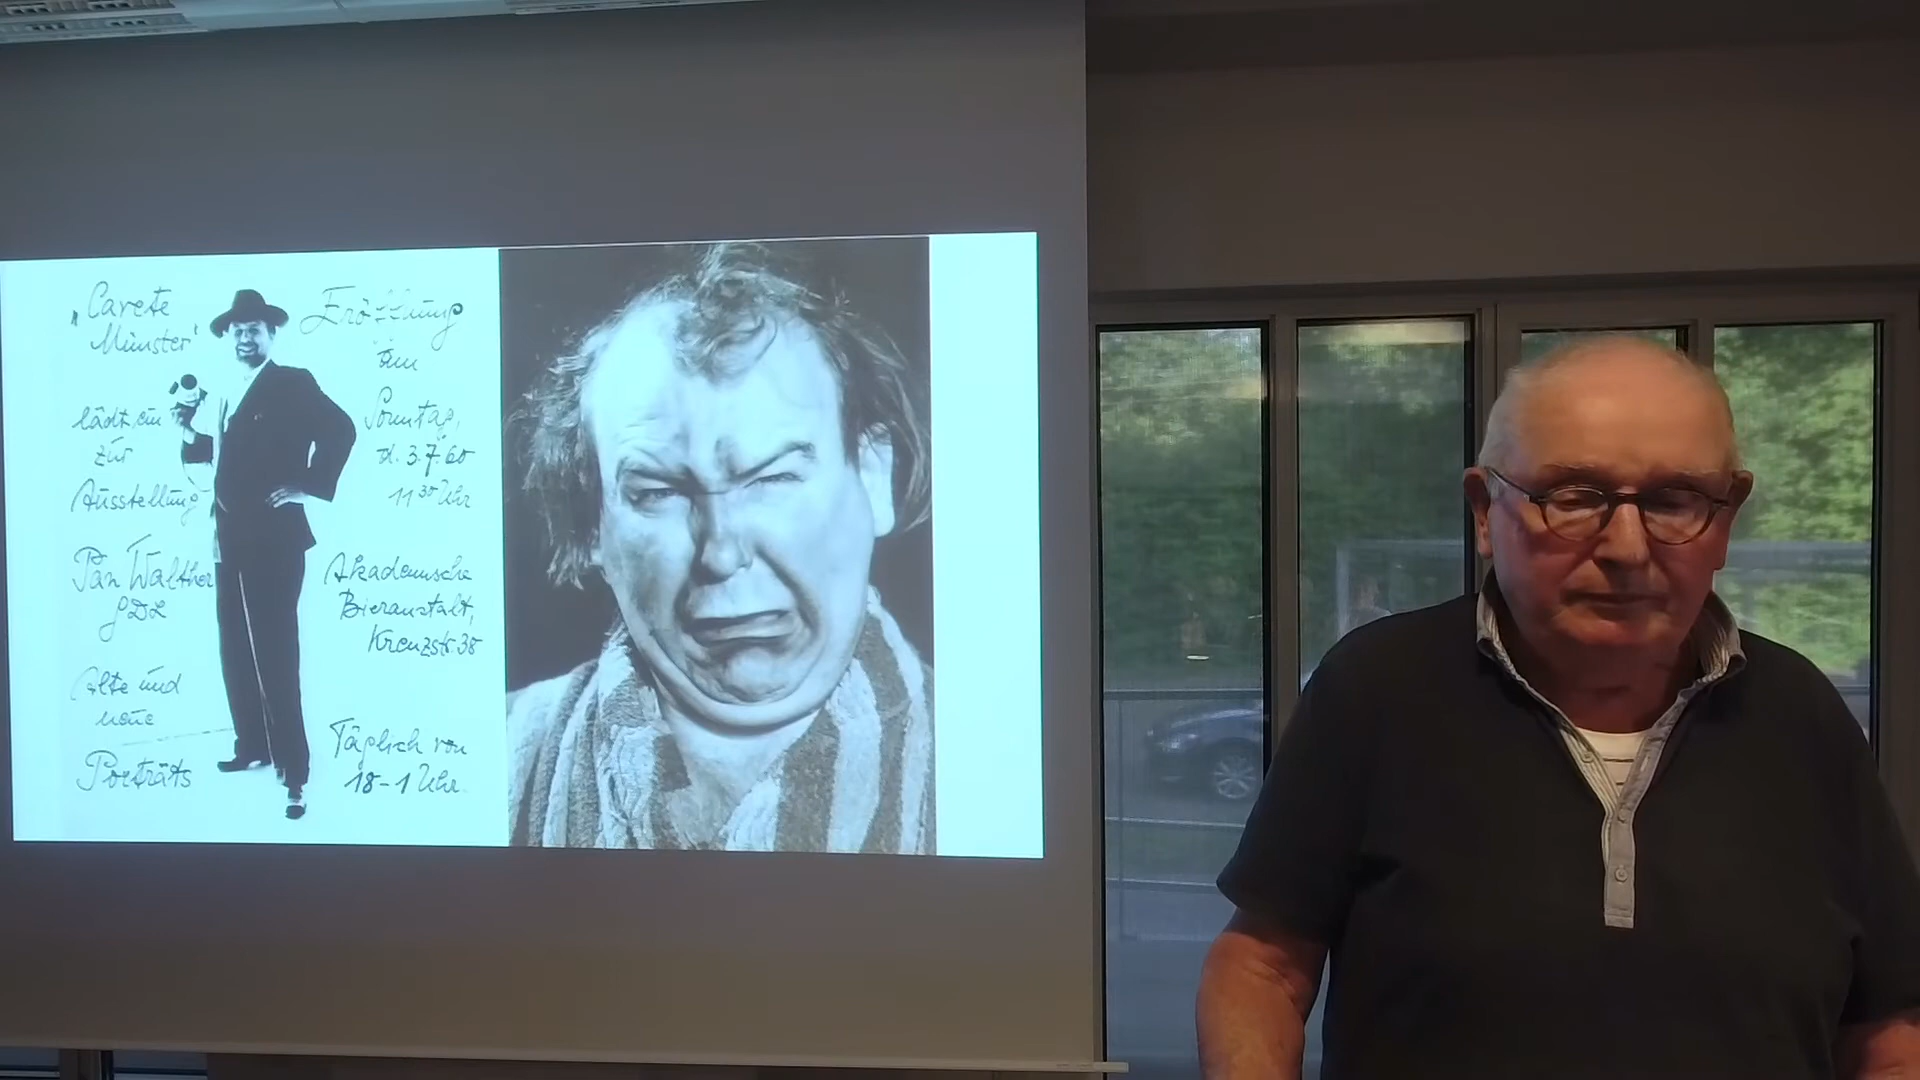 „Cavete
Münster"
lädt ein
zur
Ausstellung
Pan Walther
GDL
Alte und
neue
Porträts
Eröffnung
am
Sonntag,
d. 3.7.60
11³⁰ Uhr
Akademische
Bieranstalt,
Kreuzstr. 38
Täglich von
18-1 Uhr